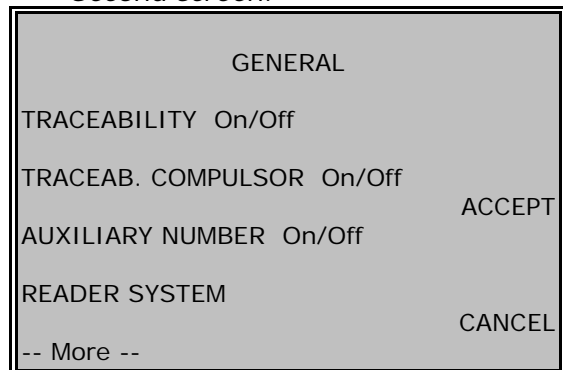 GENERAL
TRACEABILITY On/Off
TRACEAB. COMPULSOR On/Off
ACCEPT
AUXILIARY NUMBER On/Off
READER SYSTEM
CANCEL
-- More --